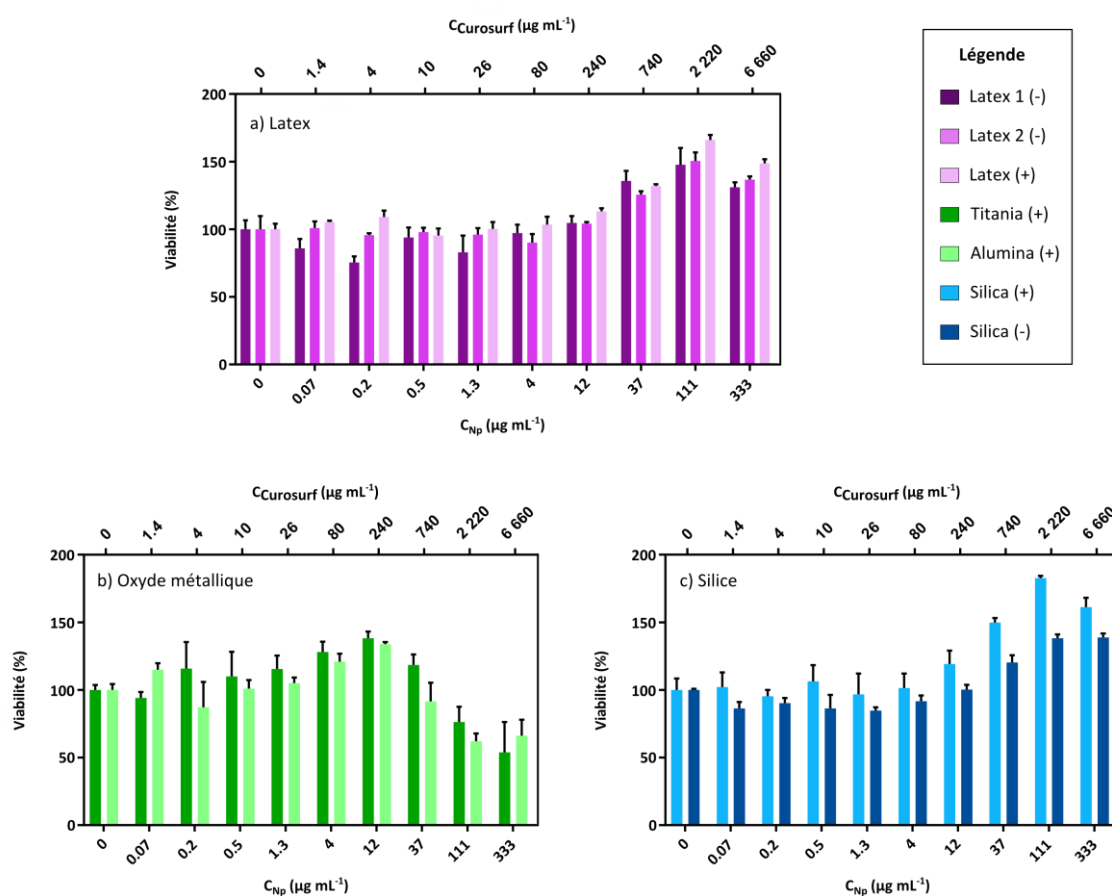 C Curosurf (µg mL-1)
0 1.4 4 10 26 80 240 740 2 220 6 660
200
150
100
50
0
Viabilité (%)
a) Latex
0 0.07 0.2 0.5 1.3 4 12 37 111 333
C Np (µg mL-1)
Légende
Latex 1 (-)
Latex 2 (-)
Latex (+)
Titania (+)
Alumina (+)
Silica (+)
Silica (-)
C Curosurf (µg mL-1)
0 1.4 4 10 26 80 240 740 2 220 6 660
200
150
100
50
0
Viabilité (%)
b) Oxyde métallique
0 0.07 0.2 0.5 1.3 4 12 37 111 333
C Np (µg mL-1)
C Curosurf (µg mL-1)
0 1.4 4 10 26 80 240 740 2 220 6 660
200
150
100
50
0
Viabilité (%)
c) Silice
0 0.07 0.2 0.5 1.3 4 12 37 111 333
C Np (µg mL-1)